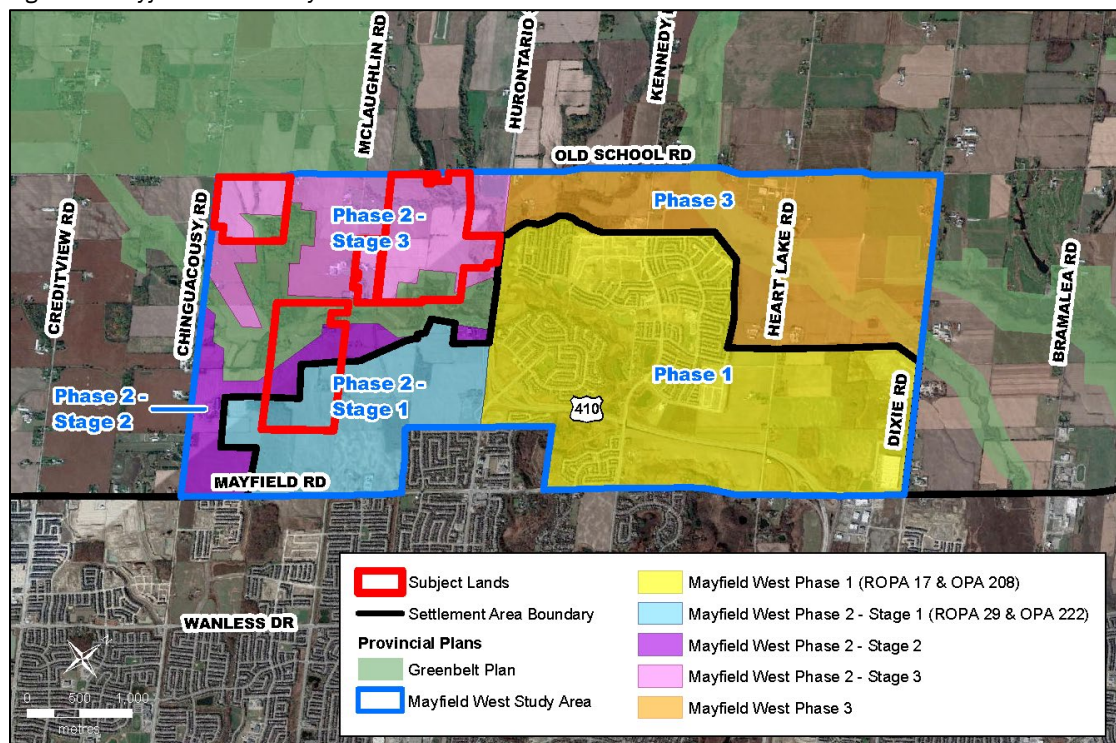 MCLAUGHLIN RD
HURONTARIO
KENNEDY
OLD SCHOOL RD
CREDITVIEW RD
CHINGUACOUSY RD
Phase 2 -
Stage 3
Phase 3
HEART LAKE RD
BRAMALEA RD
Phase 2 -
Stage 2
Phase 2 -
Stage 1
Phase 1
410
DIXIE RD
MAYFIELD RD
WANLESS DR
0 500 1,000
metres
Subject Lands
Settlement Area Boundary
Provincial Plans
Greenbelt Plan
Mayfield West Study Area
Mayfield West Phase 1 (ROPA 17 & OPA 208)
Mayfield West Phase 2 - Stage 1 (ROPA 29 & OPA 222)
Mayfield West Phase 2 - Stage 2
Mayfield West Phase 2 - Stage 3
Mayfield West Phase 3